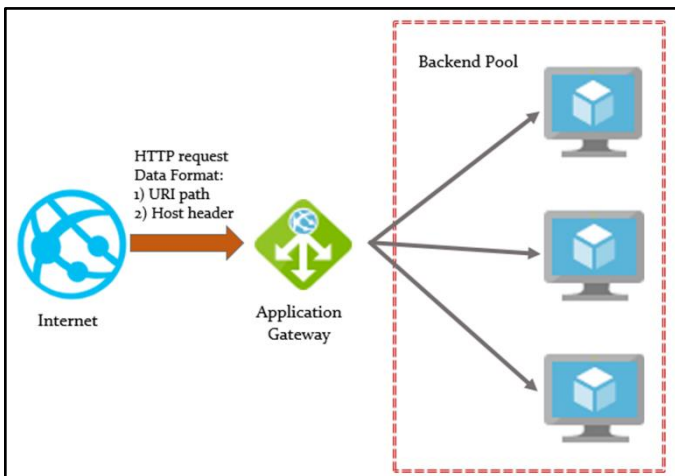 Backend Pool
HTTP request
Data Format:
1) URI path
2) Host header
Internet
Application
Gateway